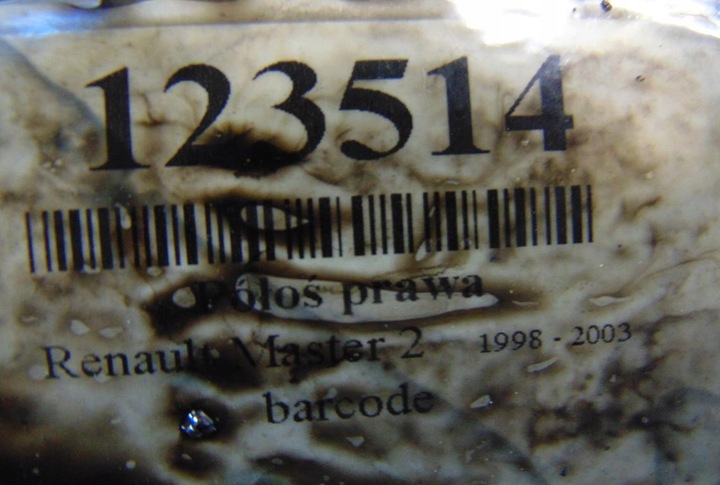 123514
Półoś prawa
Renault Master 2 1998 - 2003
barcode